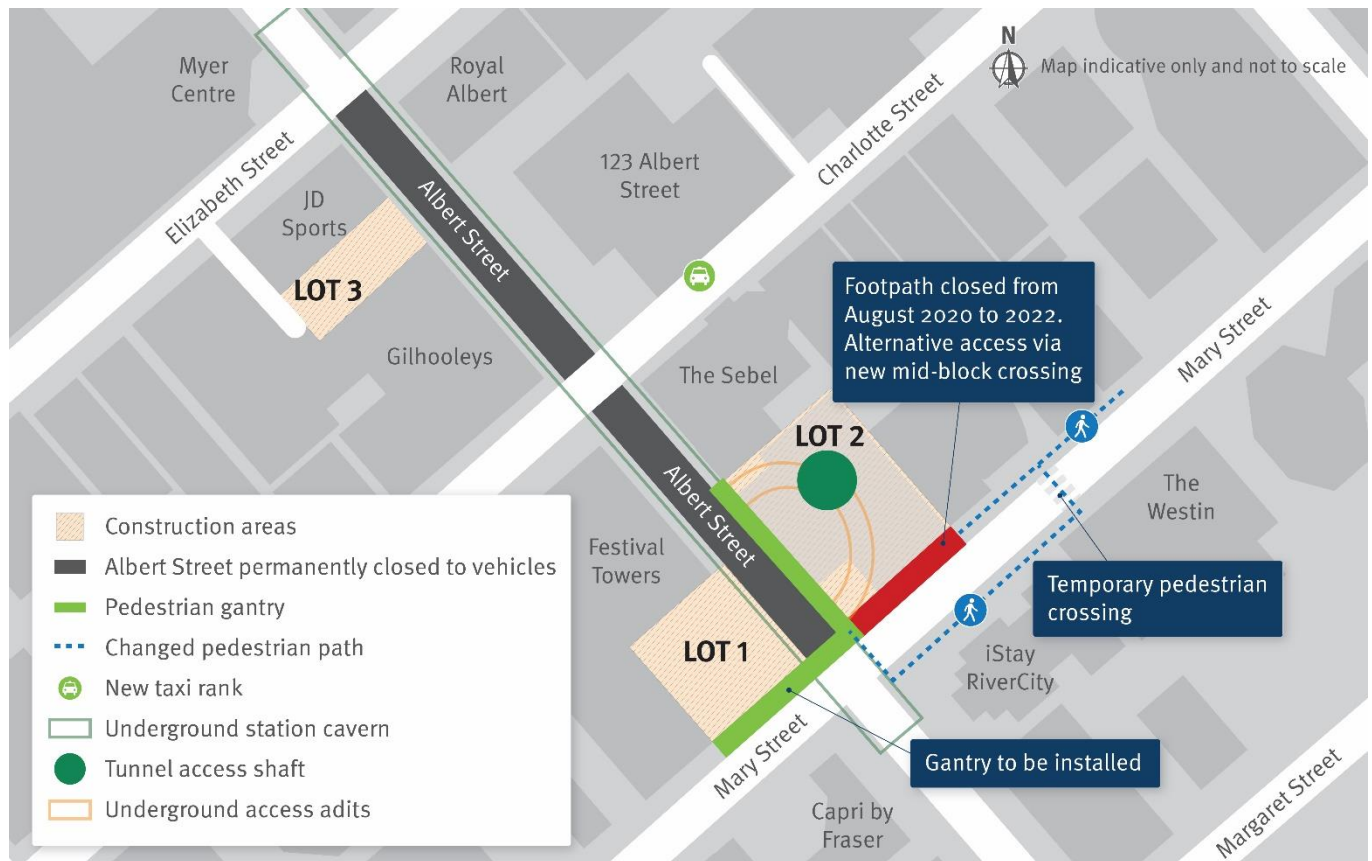 Myer
Centre
Royal
Albert
N
Map indicative only and not to scale
Elizabeth Street
Albert Street
123 Albert
Street
Charlotte Street
JD
Sports
LOT 3
Gilhooleys
The Sebel
Footpath closed from
August 2020 to 2022.
Alternative access via
new mid-block crossing
Mary Street
LOT 2
Albert Street
The
Westin
Festival
Towers
Temporary pedestrian
crossing
LOT 1
iStay
RiverCity
Mary Street
Gantry to be installed
Capri by
Fraser
Margaret Street
Construction areas
Albert Street permanently closed to vehicles
Pedestrian gantry
Changed pedestrian path
New taxi rank
Underground station cavern
Tunnel access shaft
Underground access adits